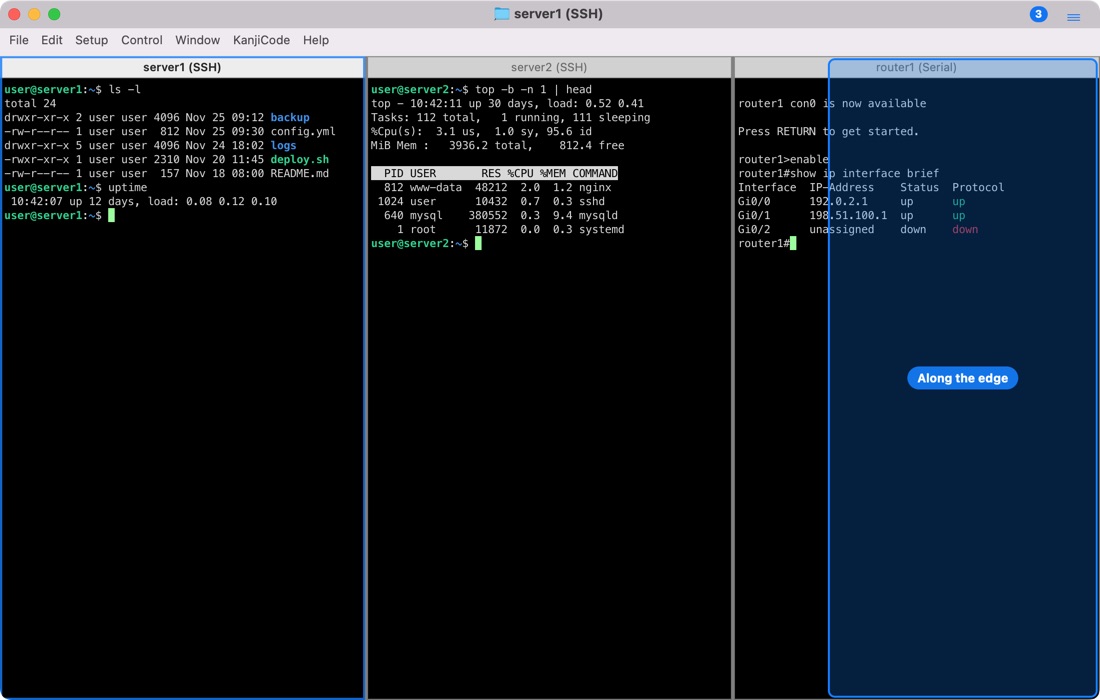 server1 (SSH)
3
File Edit Setup Control Window KanjiCode Help
server1 (SSH)
user@server1:~$ ls -l
total 24
drwxr-xr-x 2 user user 4096 Nov 25 09:12 backup
-rw-r--r-- 1 user user  812 Nov 25 09:30 config.yml
drwxr-xr-x 5 user user 4096 Nov 24 18:02 logs
-rwxr-xr-x 1 user user 2310 Nov 20 11:45 deploy.sh
-rw-r--r-- 1 user user  157 Nov 18 08:00 README.md
user@server1:~$ uptime
 10:42:07 up 12 days, load: 0.08 0.12 0.10
user@server1:~$
server2 (SSH)
user@server2:~$ top -b -n 1 | head
top - 10:42:11 up 30 days, load: 0.52 0.41
Tasks: 112 total,   1 running, 111 sleeping
%Cpu(s):  3.1 us,  1.0 sy, 95.6 id
MiB Mem :   3936.2 total,    812.4 free
  PID USER       RES %CPU %MEM COMMAND
  812 www-data  48212  2.0  1.2 nginx
 1024 user      10432  0.7  0.3 sshd
  640 mysql    380552  0.3  9.4 mysqld
    1 root      11872  0.0  0.3 systemd
user@server2:~$
router1 (Serial)
router1 con0 is now available
Press RETURN to get started.
router1>enable
router1#show ip interface brief
Interface  IP-Address    Status  Protocol
Gi0/0      192.0.2.1     up      up
Gi0/1      198.51.100.1  up      up
Gi0/2      unassigned    down    down
router1#
Along the edge